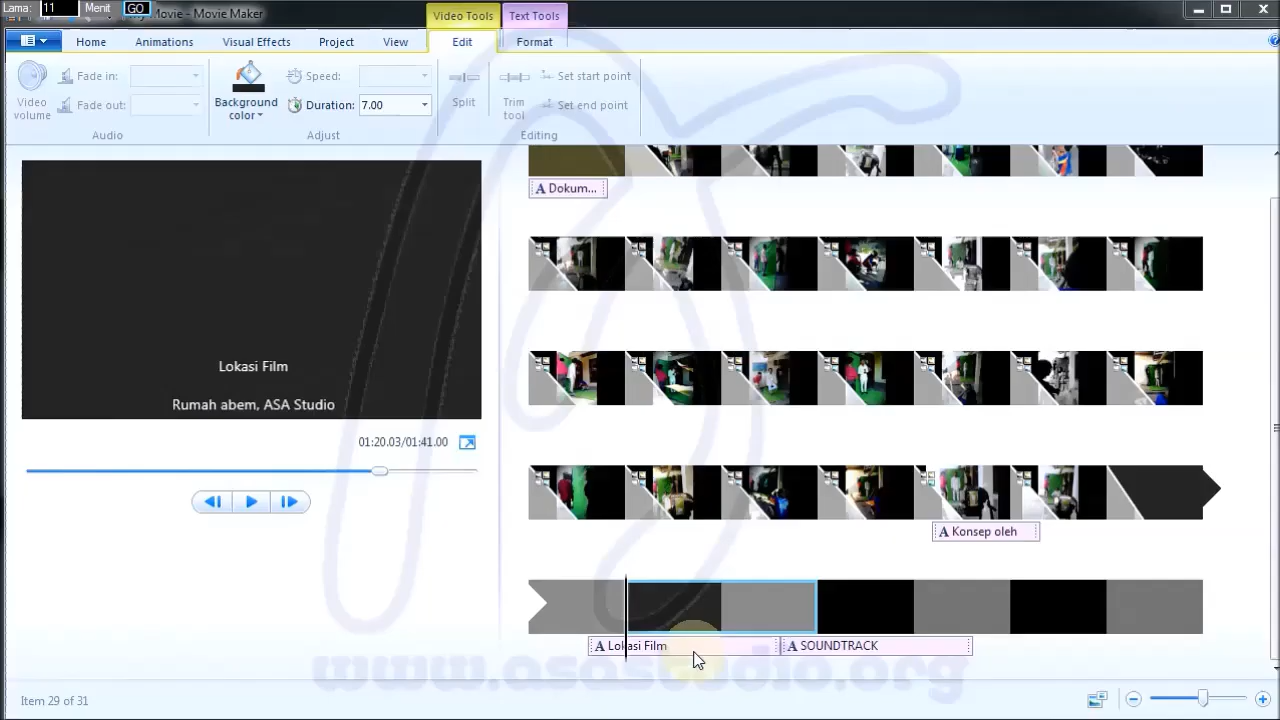 Lama: 11 Menit GO
My Movie - Movie Maker
Video Tools
Text Tools
Home
Animations
Visual Effects
Project
View
Edit
Format
Video volume
Fade in:
Fade out:
Audio
Background color
Speed:
Duration: 7.00
Adjust
Split
Trim tool
Set start point
Set end point
Editing
A Dokum...
Lokasi Film
Rumah abem, ASA Studio
01:20.03/01:41.00
A Konsep oleh
A Lokasi Film
A SOUNDTRACK
www.asastudio.org
Item 29 of 31